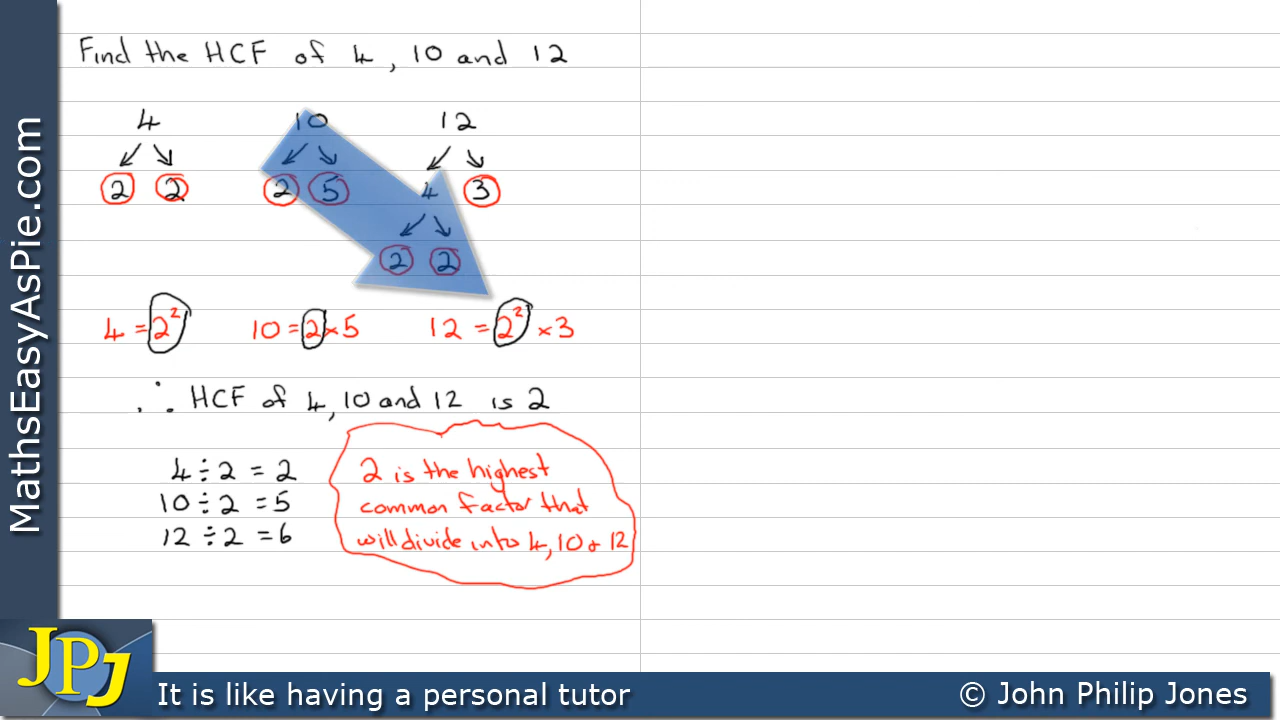 Find the HCF of 4, 10 and 12
4 10 12
2 2 2 5 4 3
2 2
4 = 2² 10 = 2 × 5 12 = 2² × 3
∴ HCF of 4, 10 and 12 is 2
4 ÷ 2 = 2
10 ÷ 2 = 5
12 ÷ 2 = 6
2 is the highest
common factor that
will divide into 4, 10 & 12
MathsEasyAsPie.com
JPJ
It is like having a personal tutor
© John Philip Jones